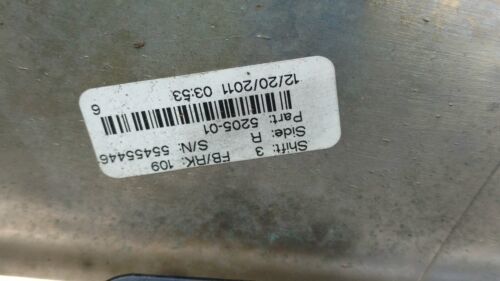 Shift: 3 FB/RK: 109
Side: R S/N: 55455446
Part: 5205-01
12/20/2011 03:53 6